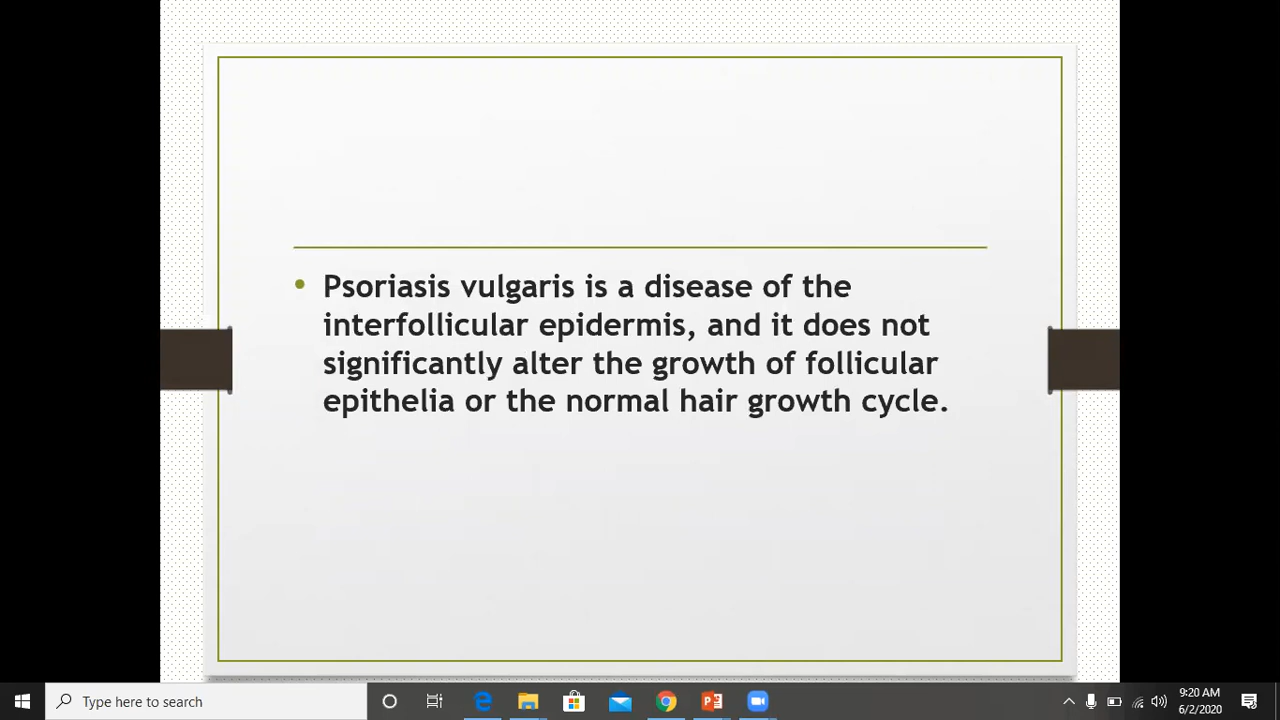 • Psoriasis vulgaris is a disease of the
interfollicular epidermis, and it does not
significantly alter the growth of follicular
epithelia or the normal hair growth cycle.
Type here to search
9:20 AM
6/2/2020